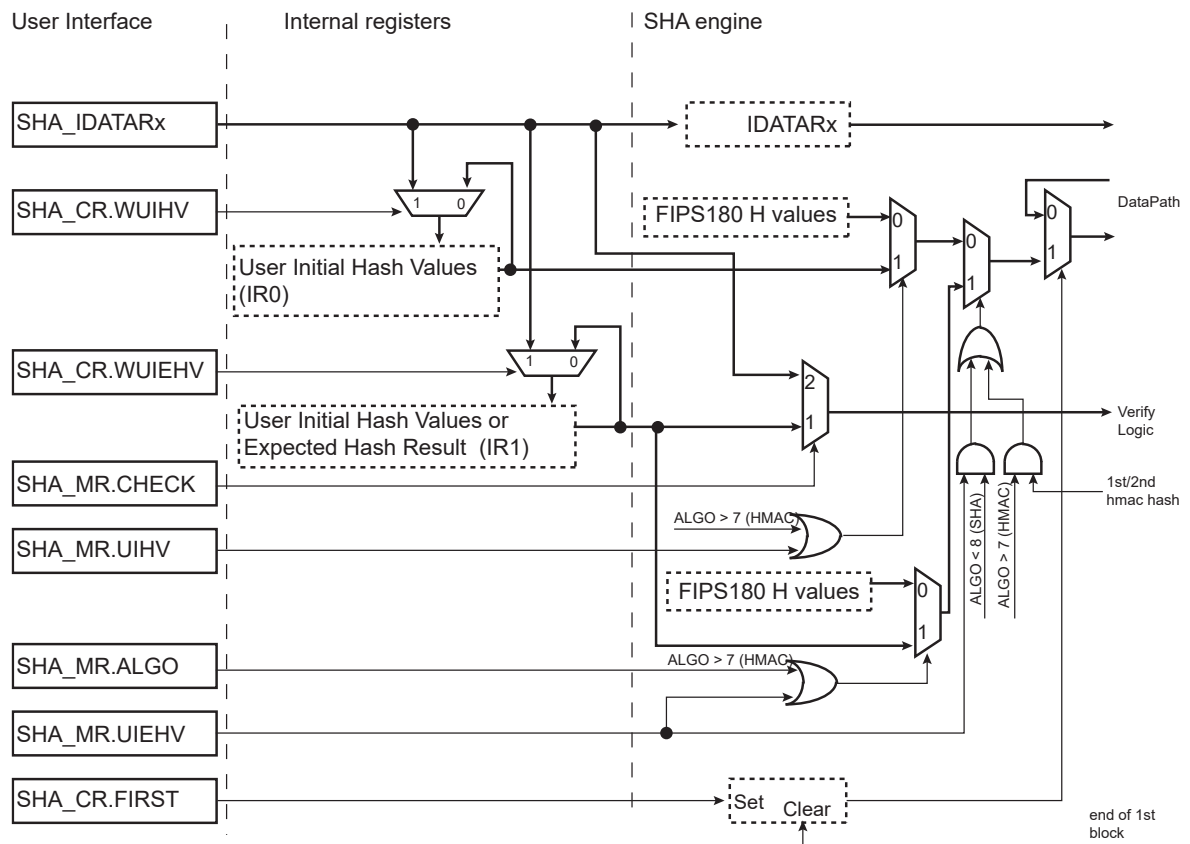 User Interface
Internal registers
SHA engine
SHA_IDATARx
IDATARx
SHA_CR.WUIHV
1 0
FIPS180 H values
0
1
0
1
0
1
DataPath
User Initial Hash Values
(IR0)
SHA_CR.WUIEHV
1 0
2
1
User Initial Hash Values or
Expected Hash Result (IR1)
Verify
Logic
SHA_MR.CHECK
1st/2nd
hmac hash
ALGO > 7 (HMAC)
SHA_MR.UIHV
ALGO < 8 (SHA)
ALGO > 7 (HMAC)
FIPS180 H values
0
1
SHA_MR.ALGO
ALGO > 7 (HMAC)
SHA_MR.UIEHV
SHA_CR.FIRST
Set
Clear
end of 1st
block